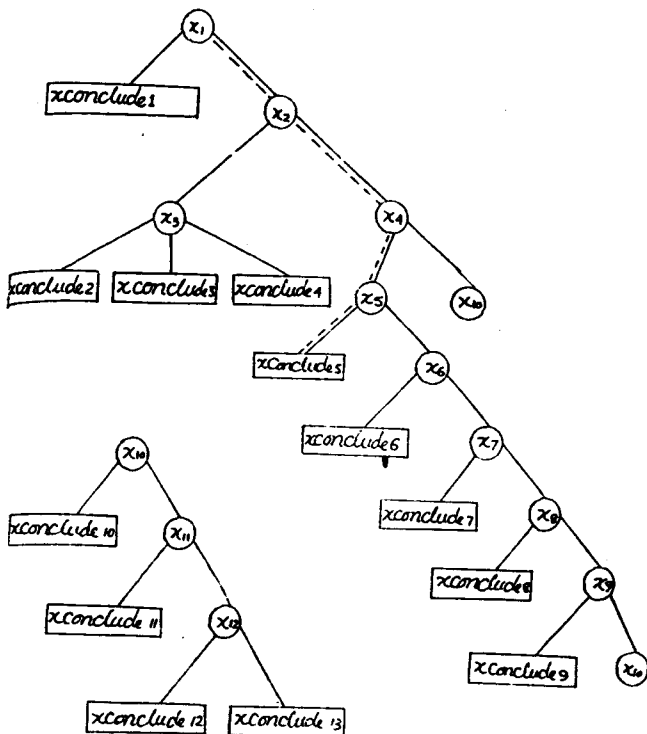 x1
xconclude1
x2
x3
x4
xconclude2 xconclude3 xconclude4
x5
x10
xconclude5
x6
xconclude6
x7
xconclude7
x8
xconclude8
x9
xconclude9
x10
x10
xconclude10
x11
xconclude11
x12
xconclude12 xconclude13